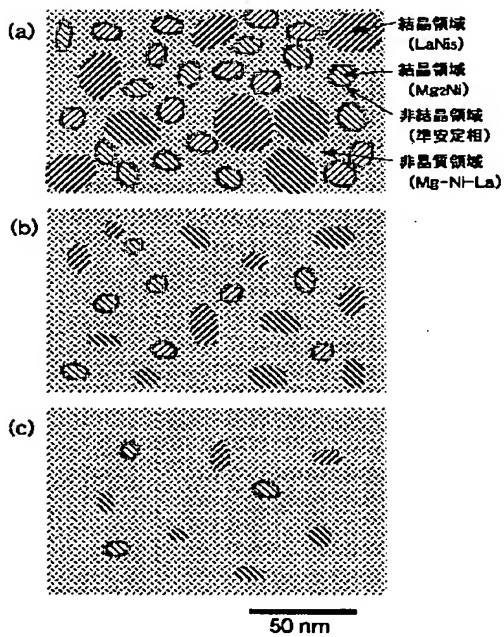 (a)
結晶領域
(LaNi5)
結晶領域
(Mg2Ni)
非結晶領域
(準安定相)
非晶質領域
(Mg-Ni-La)
(b)
(c)
50 nm